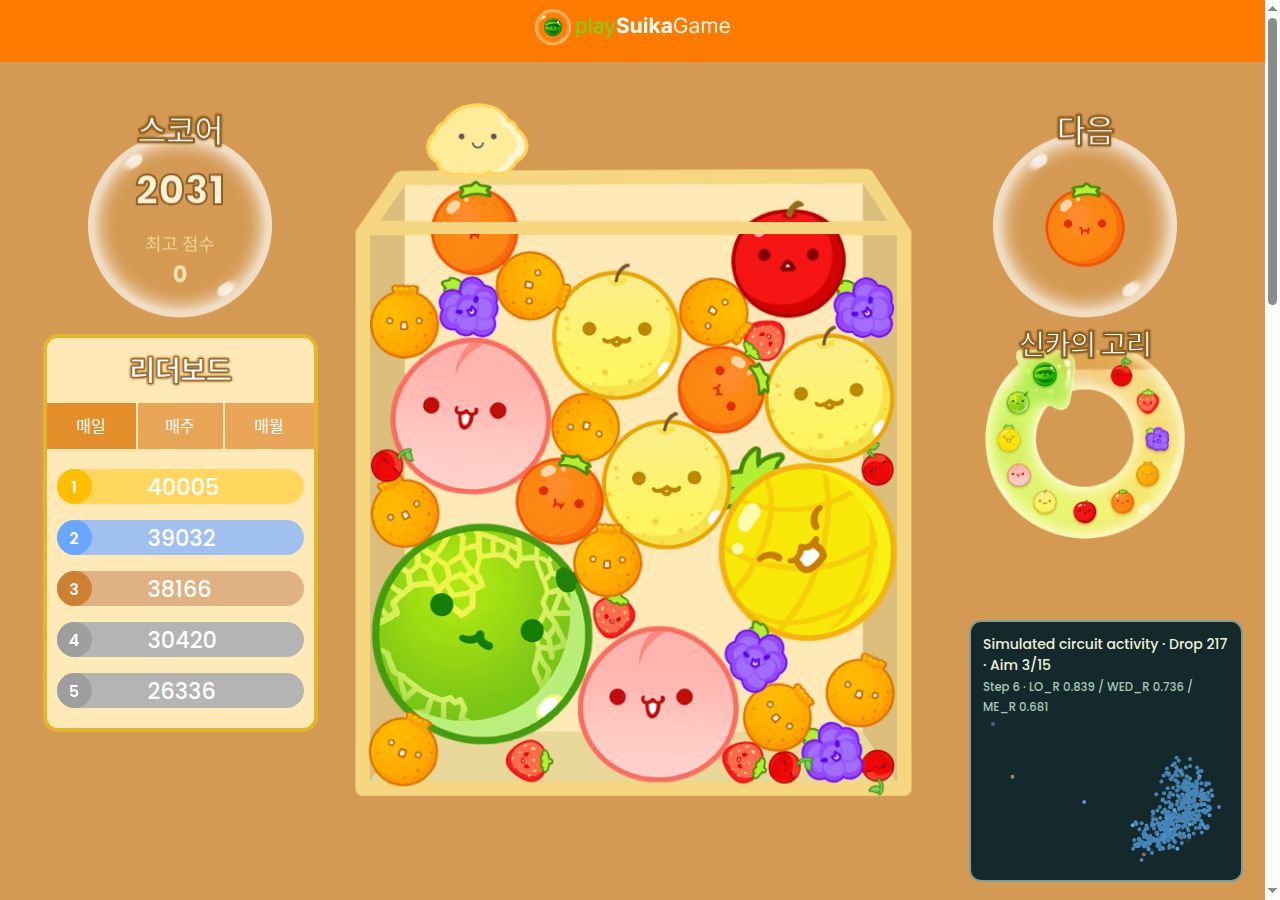 playSuikaGame
스코어
2031
최고 점수
0
리더보드
매일 매주 매월
1 40005
2 39032
3 38166
4 30420
5 26336
다음
신카의 고리
Simulated circuit activity · Drop 217
· Aim 3/15
Step 6 · LO_R 0.839 / WED_R 0.736 /
ME_R 0.681